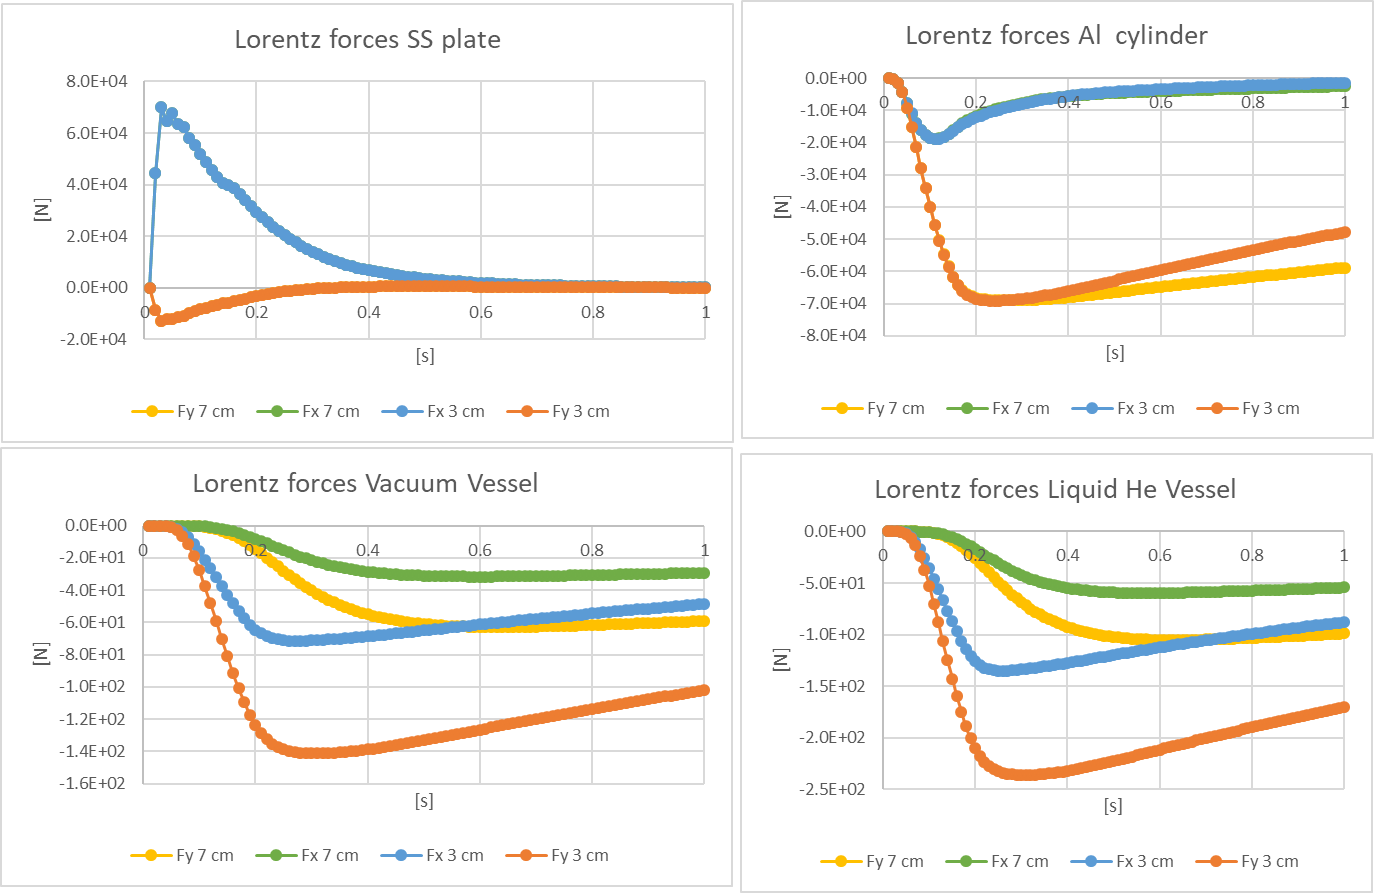 Lorentz forces SS plate
8.0E+04
6.0E+04
4.0E+04
2.0E+04
0.0E+00
-2.0E+04
[N]
0 0.2 0.4 0.6 0.8 1
[s]
Fy 7 cm Fx 7 cm Fx 3 cm Fy 3 cm
Lorentz forces Al cylinder
0.0E+00
-1.0E+04
-2.0E+04
-3.0E+04
-4.0E+04
-5.0E+04
-6.0E+04
-7.0E+04
-8.0E+04
[N]
0 0.2 0.4 0.6 0.8 1
[s]
Fy 7 cm Fx 7 cm Fx 3 cm Fy 3 cm
Lorentz forces Vacuum Vessel
0.0E+00
-2.0E+01
-4.0E+01
-6.0E+01
-8.0E+01
-1.0E+02
-1.2E+02
-1.4E+02
-1.6E+02
[N]
0 0.2 0.4 0.6 0.8 1
[s]
Fy 7 cm Fx 7 cm Fx 3 cm Fy 3 cm
Lorentz forces Liquid He Vessel
0.0E+00
-5.0E+01
-1.0E+02
-1.5E+02
-2.0E+02
-2.5E+02
[N]
0 0.2 0.4 0.6 0.8 1
[s]
Fy 7 cm Fx 7 cm Fx 3 cm Fy 3 cm